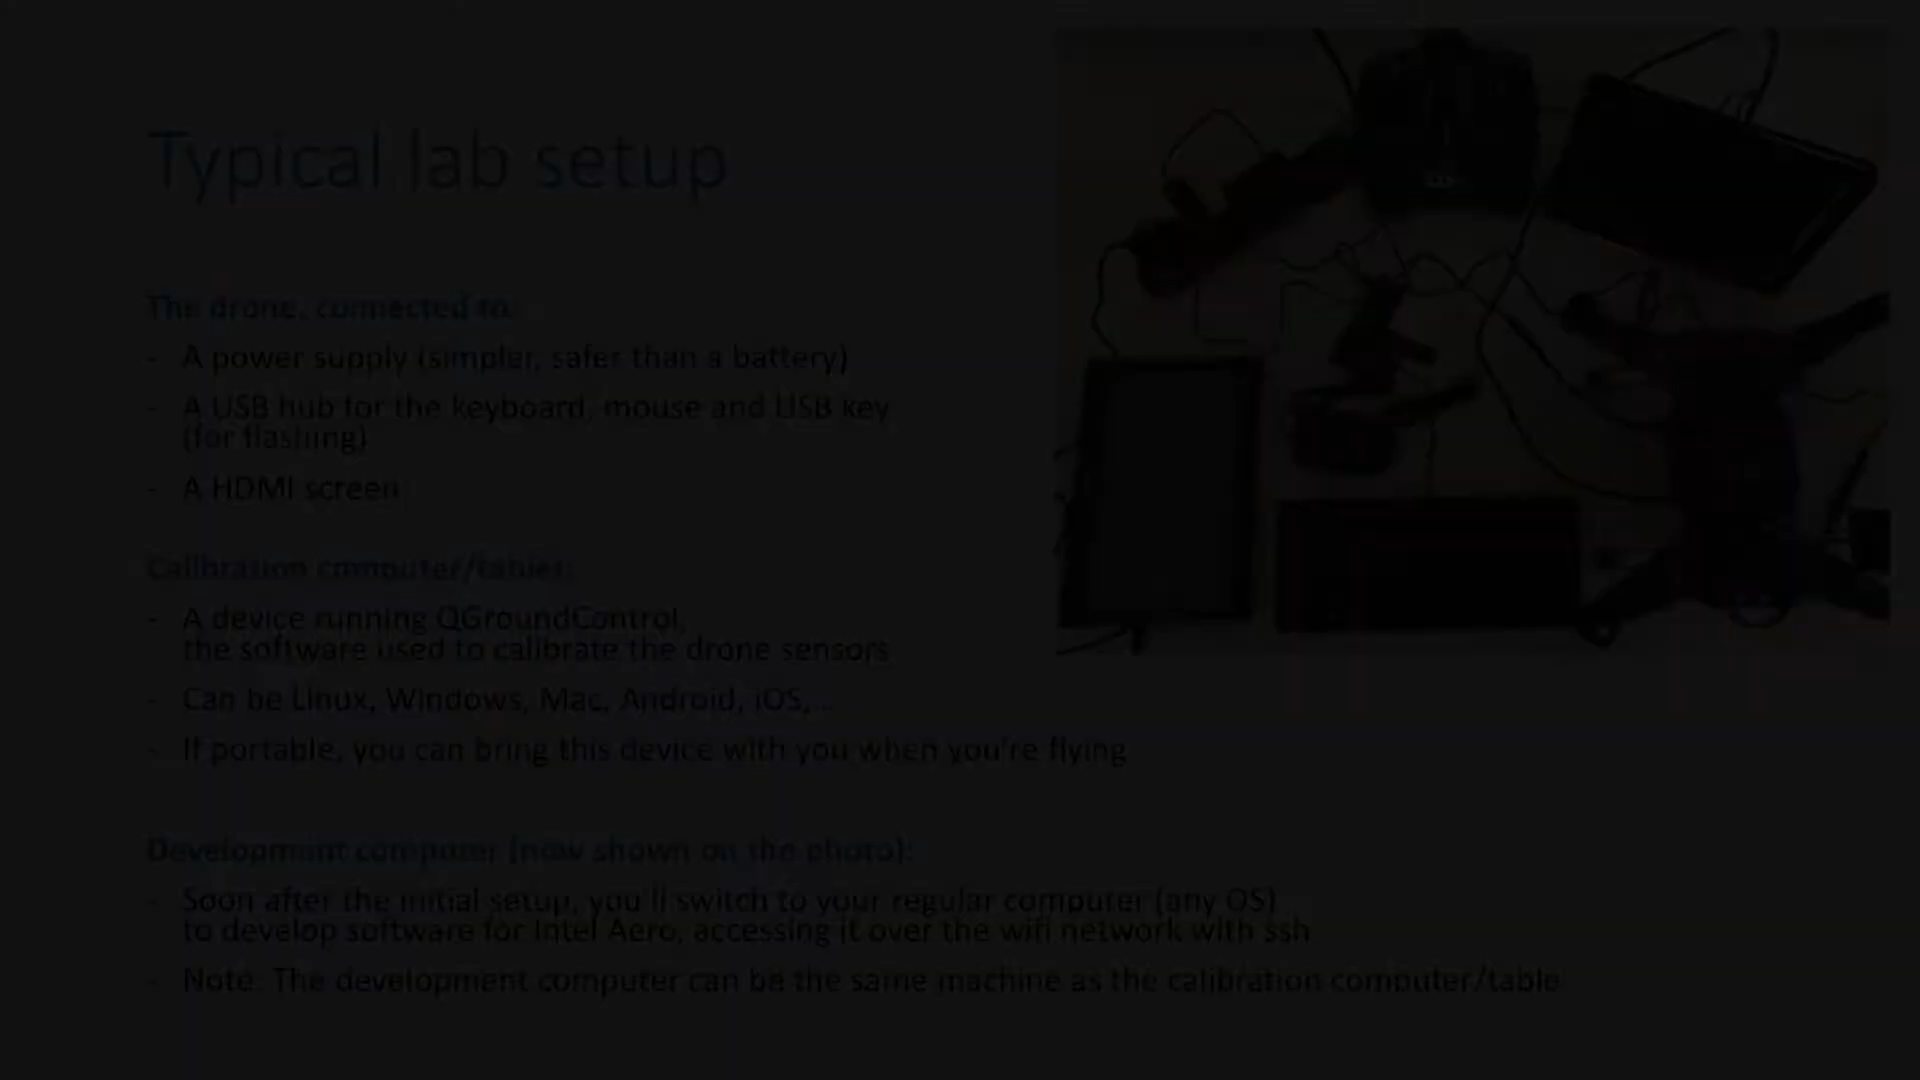 Typical lab setup
The drone, connected to:
- A power supply (simpler, safer than a battery)
- A USB hub for the keyboard, mouse and USB key
(for flashing)
- A HDMI screen
Calibration computer/tablet:
- A device running QGroundControl,
the software used to calibrate the drone sensors
- Can be Linux, Windows, Mac, Android, iOS,..
- If portable, you can bring this device with you when you're flying
Development computer (now shown on the photo):
- Soon after the initial setup, you'll switch to your regular computer (any OS)
to develop software for Intel Aero, accessing it over the wifi network with ssh
- Note: The development computer can be the same machine as the calibration computer/table